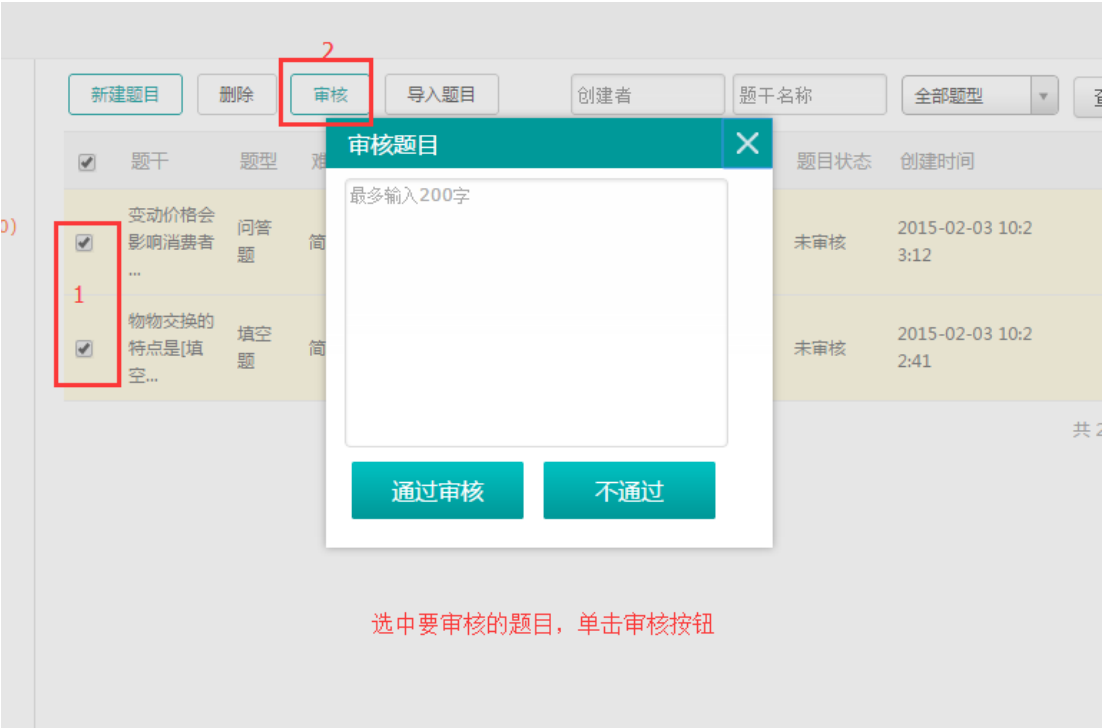 2
新建题目 删除 审核 导入题目 创建者 题干名称 全部题型
审核题目
题干 题型 题目状态 创建时间
最多输入200字
变动价格会
影响消费者
...
问答
题
简
未审核
2015-02-03 10:2
3:12
0)
1
物物交换的
特点是[填
空...
填空
题
简
未审核
2015-02-03 10:2
2:41
共 2
通过审核 不通过
选中要审核的题目，单击审核按钮